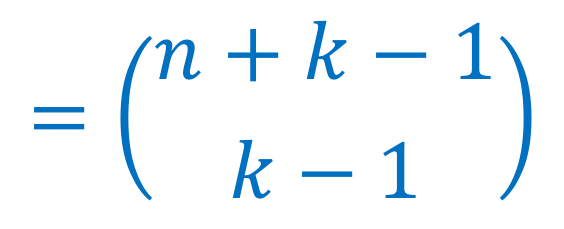 = (n + k − 1
k − 1)